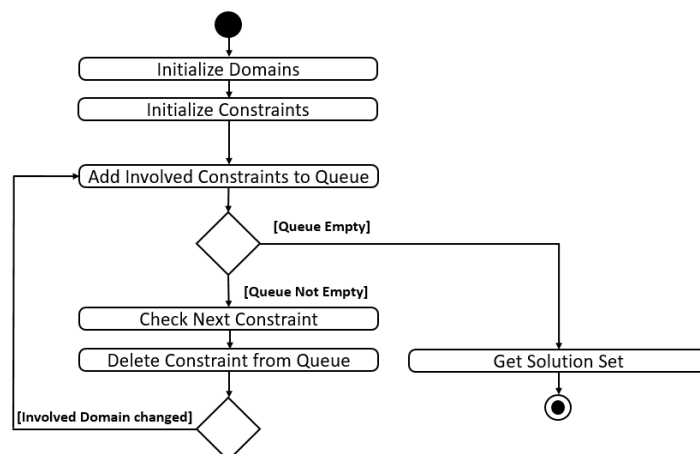 Initialize Domains
Initialize Constraints
Add Involved Constraints to Queue
[Queue Empty]
[Queue Not Empty]
Check Next Constraint
Delete Constraint from Queue
Get Solution Set
[Involved Domain changed]